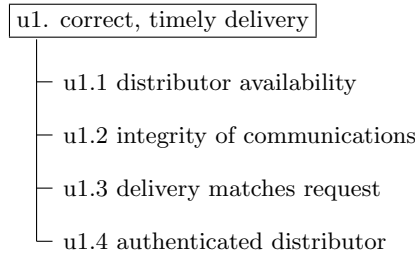 u1. correct, timely delivery
u1.1 distributor availability
u1.2 integrity of communications
u1.3 delivery matches request
u1.4 authenticated distributor